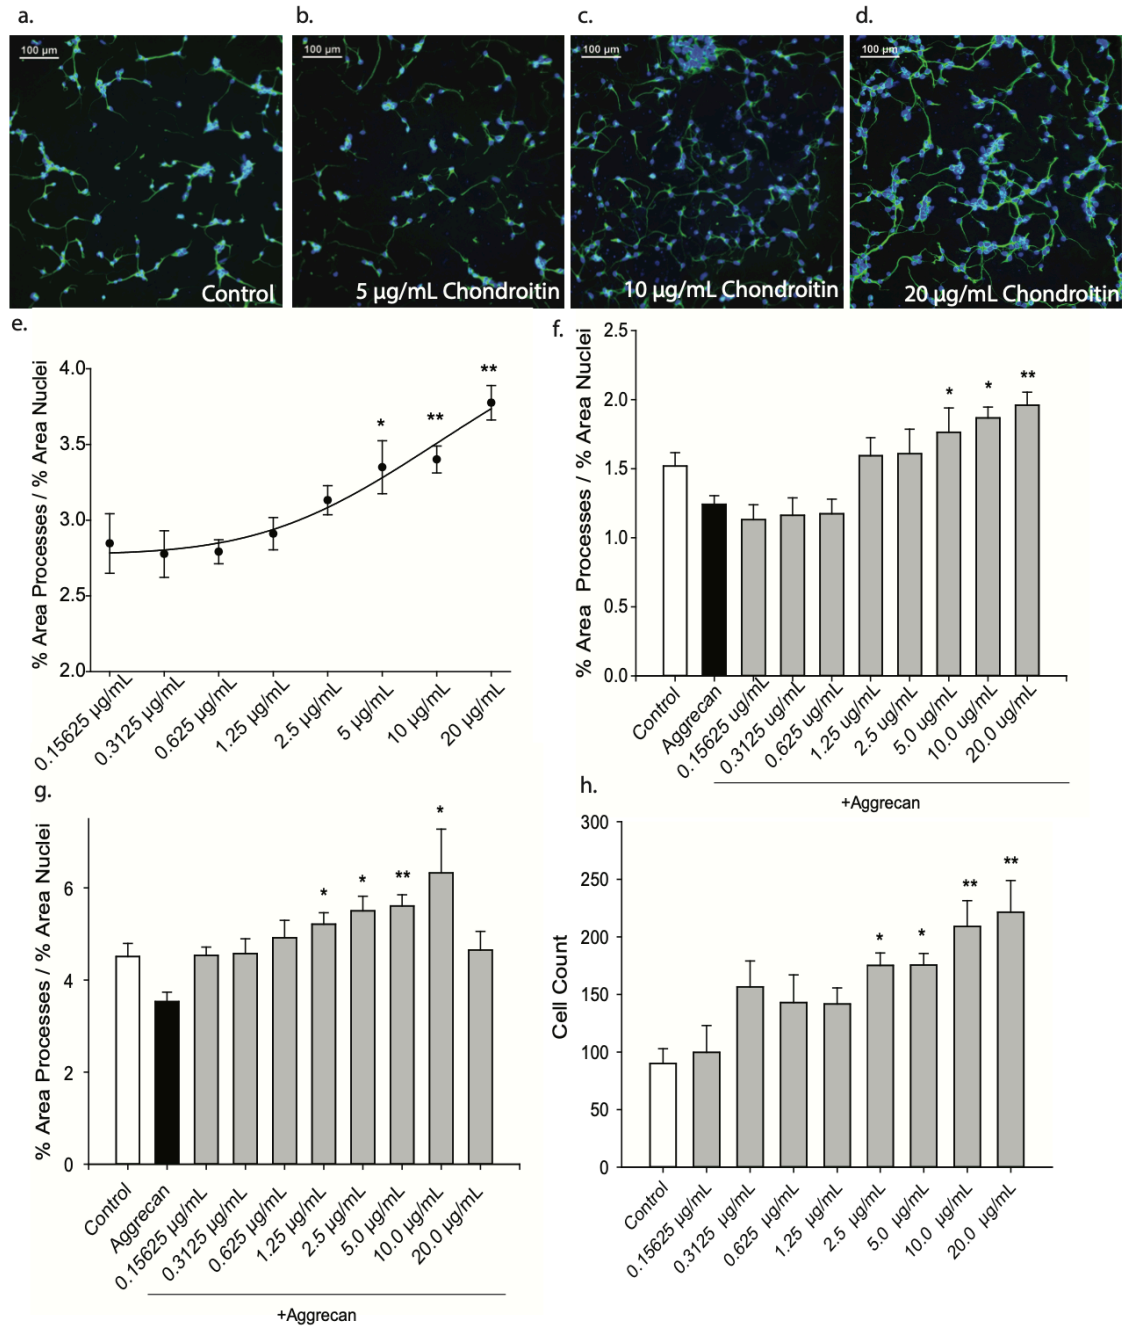 a.
b.
c.
d.
100 µm
100 µm
100 µm
100 µm
Control
5 µg/mL Chondroitin
10 µg/mL Chondroitin
20 µg/mL Chondroitin
e.
% Area Processes / % Area Nuclei
4.0
3.5
3.0
2.5
2.0
*
**
**
0.15625 µg/mL
0.3125 µg/mL
0.625 µg/mL
1.25 µg/mL
2.5 µg/mL
5 µg/mL
10 µg/mL
20 µg/mL
f.
% Area Processes / % Area Nuclei
2.5
2.0
1.5
1.0
0.5
0.0
*
*
**
Control
Aggrecan
0.15625 ug/mL
0.3125 ug/mL
0.625 ug/mL
1.25 ug/mL
2.5 ug/mL
5.0 ug/mL
10.0 ug/mL
20.0 ug/mL
+Aggrecan
g.
% Area Processes / % Area Nuclei
6
4
2
0
*
*
**
*
Control
Aggrecan
0.15625 µg/mL
0.3125 µg/mL
0.625 µg/mL
1.25 µg/mL
2.5 µg/mL
5.0 µg/mL
10.0 µg/mL
20.0 µg/mL
+Aggrecan
h.
Cell Count
300
250
200
150
100
50
0
*
*
**
**
Control
0.15625 µg/mL
0.3125 µg/mL
0.625 µg/mL
1.25 µg/mL
2.5 µg/mL
5.0 µg/mL
10.0 µg/mL
20.0 µg/mL